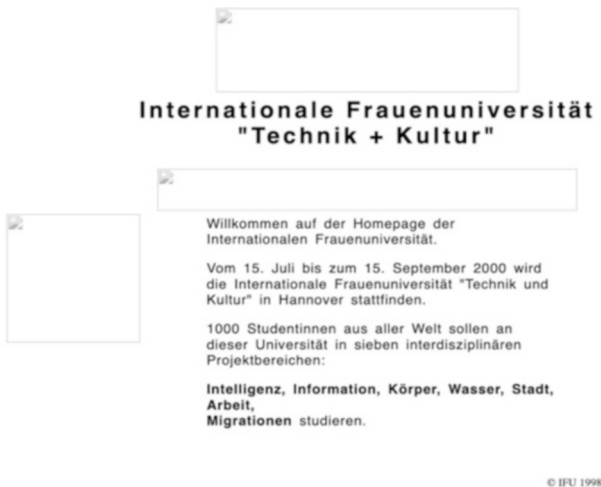 Internationale Frauenuniversität
"Technik + Kultur"
Willkommen auf der Homepage der
Internationalen Frauenuniversität.
Vom 15. Juli bis zum 15. September 2000 wird
die Internationale Frauenuniversität "Technik und
Kultur" in Hannover stattfinden.
1000 Studentinnen aus aller Welt sollen an
dieser Universität in sieben interdisziplinären
Projektbereichen:
Intelligenz, Information, Körper, Wasser, Stadt,
Arbeit,
Migrationen studieren.
© IFU 1998